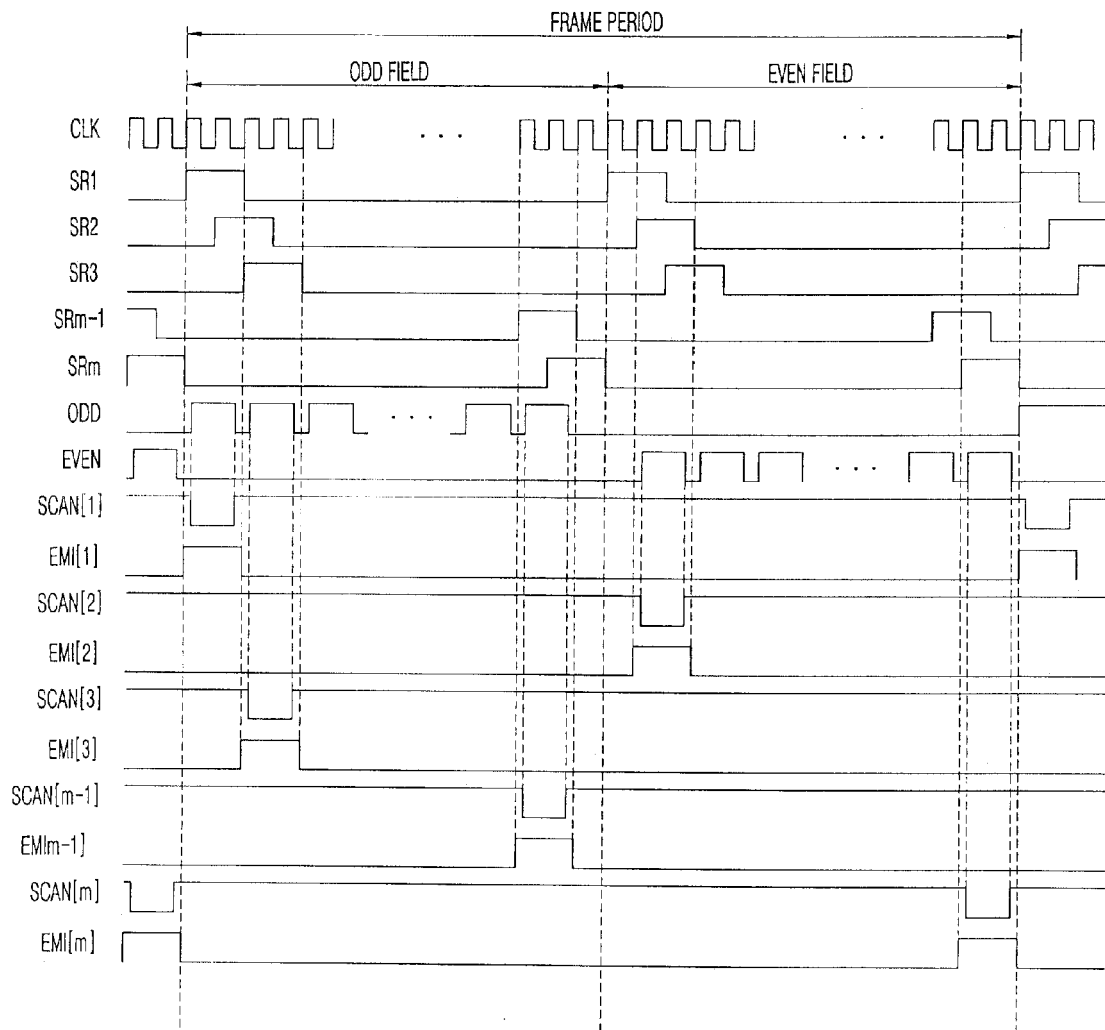 FRAME PERIOD
ODD FIELD
EVEN FIELD
CLK
. . .
. . .
SR1
SR2
SR3
SRm-1
SRm
ODD
. . .
EVEN
. . .
SCAN[1]
EMI[1]
SCAN[2]
EMI[2]
SCAN[3]
EMI[3]
SCAN[m-1]
EMIm-1]
SCAN[m]
EMI[m]